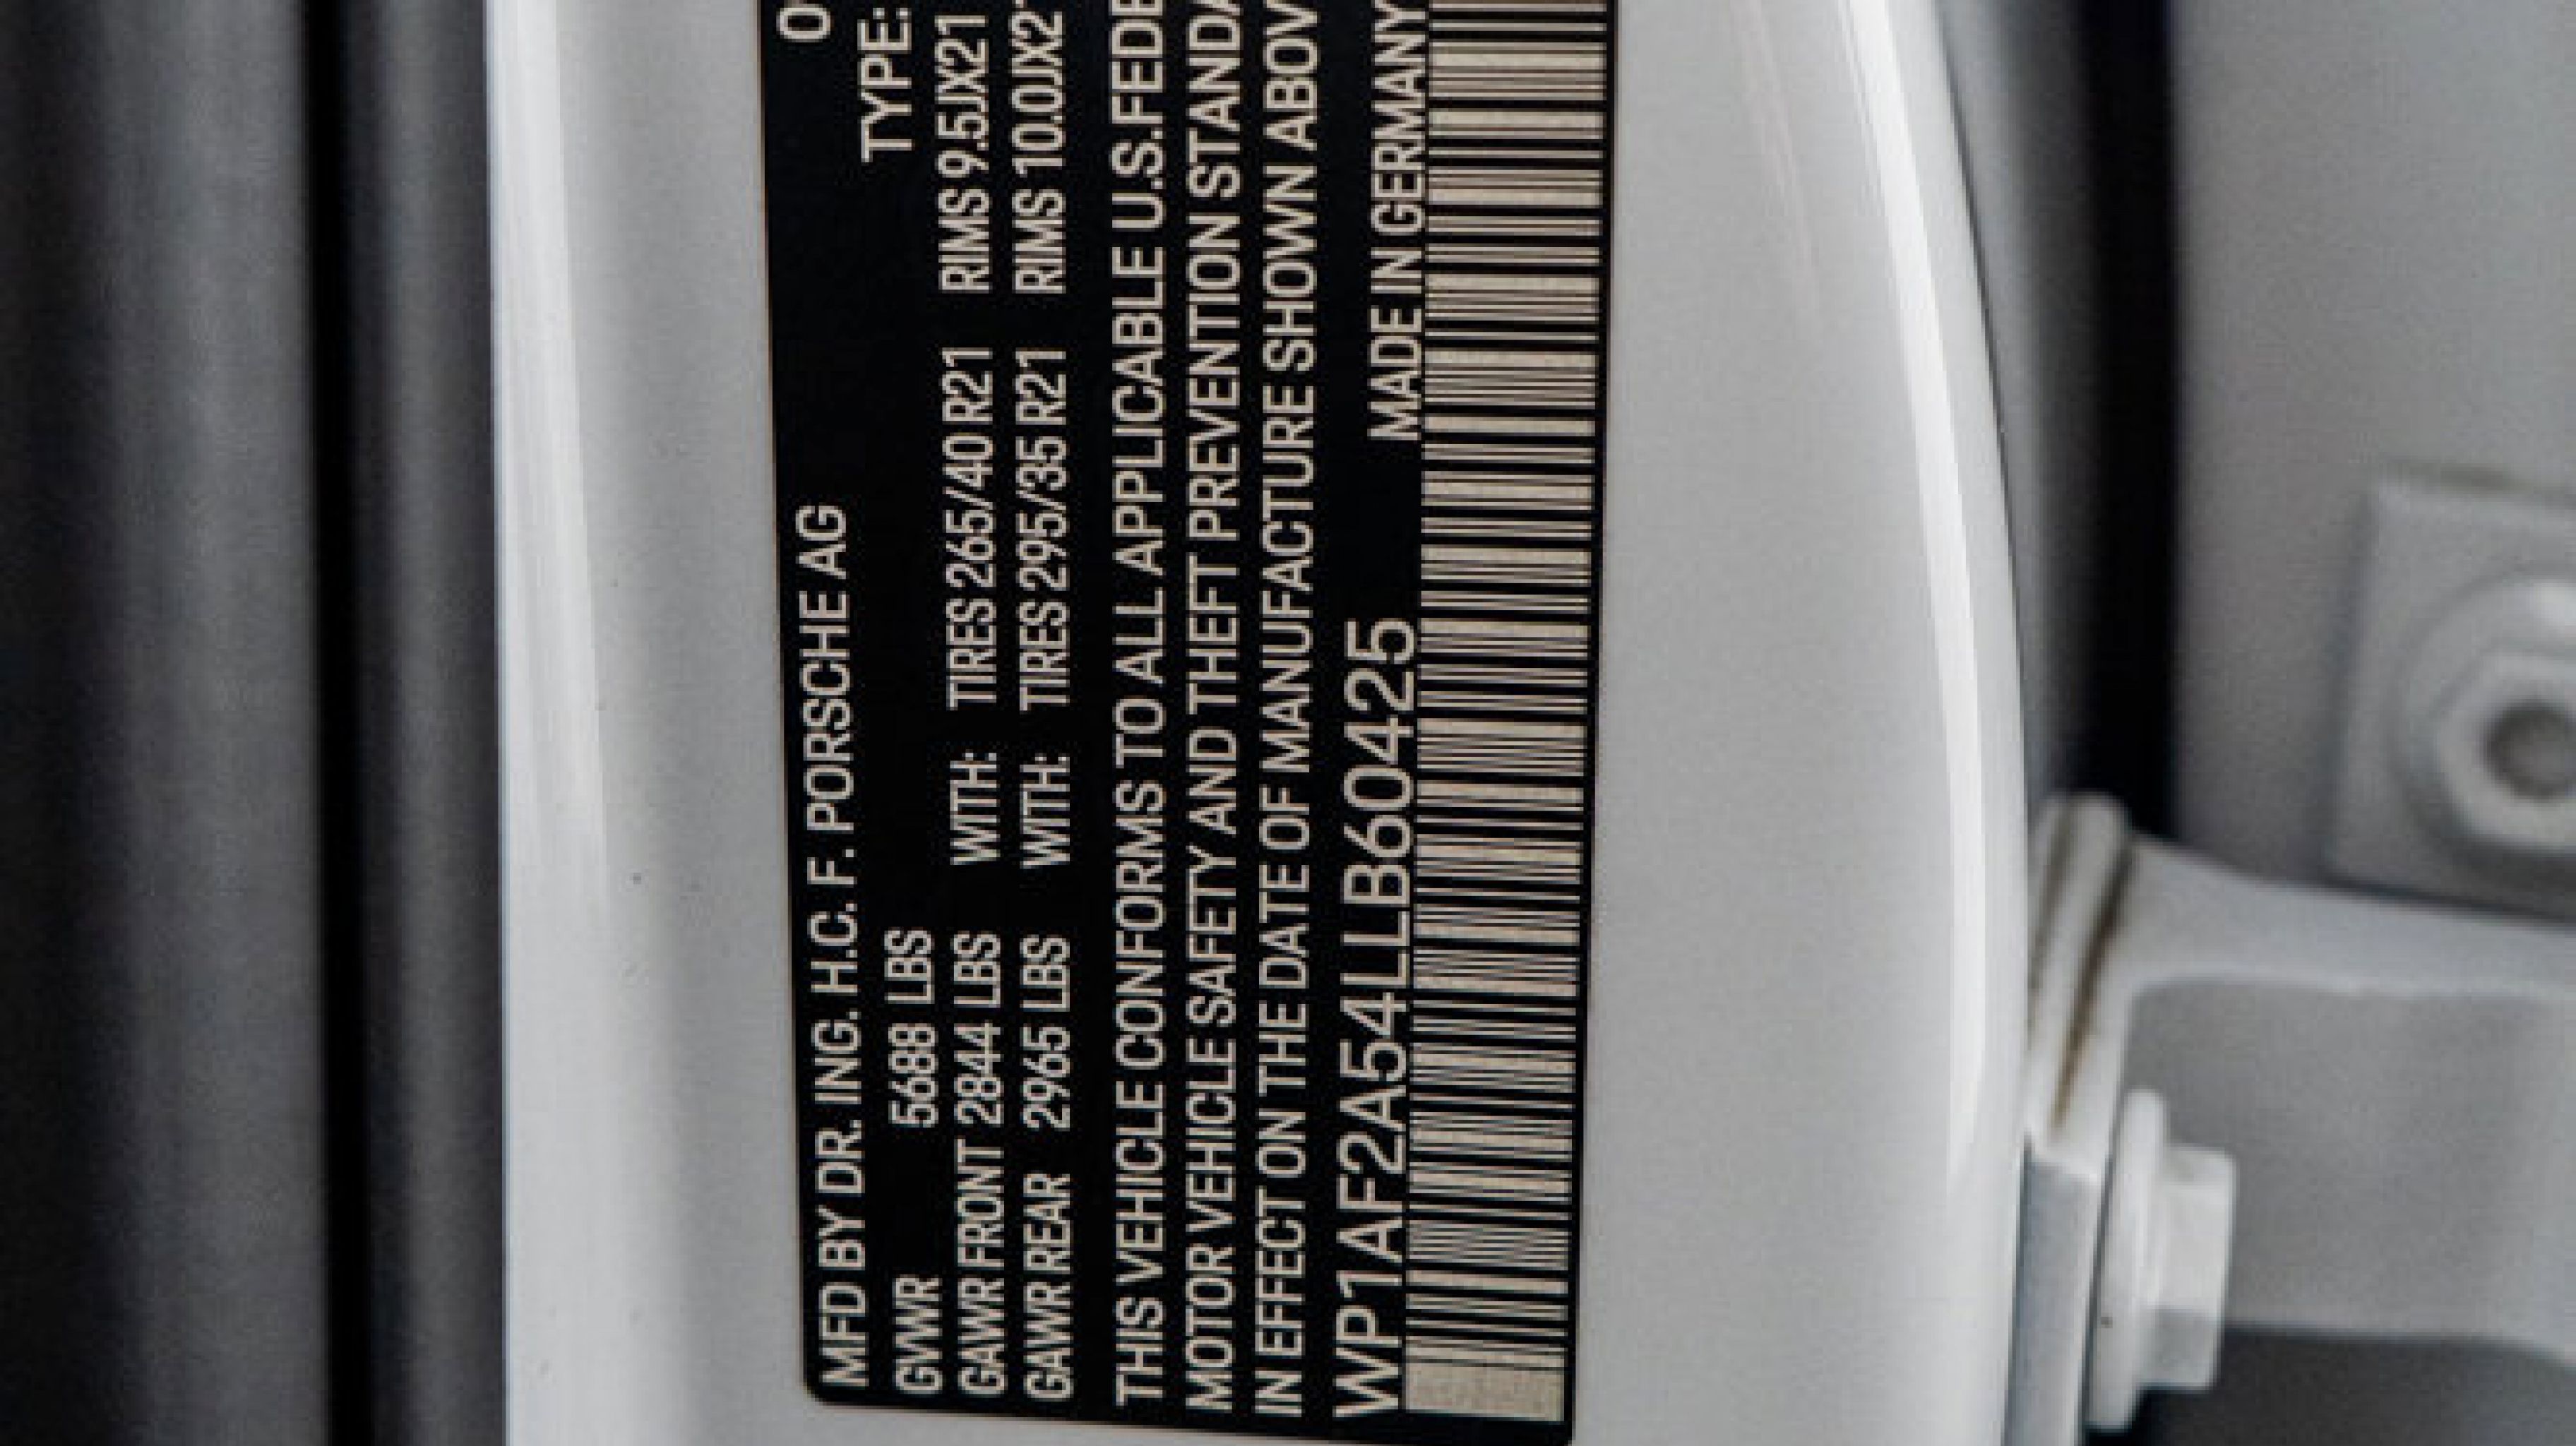 MFD BY DR. ING. H.C. F. PORSCHE AG 0
TYPE:
GVWR 5688 LBS
GAWR FRONT 2844 LBS WITH: TIRES 265/40 R21 RIMS 9.5JX21
GAWR REAR 2965 LBS WITH: TIRES 295/35 R21 RIMS 10.0JX21
THIS VEHICLE CONFORMS TO ALL APPLICABLE U.S.FEDE
MOTOR VEHICLE SAFETY AND THEFT PREVENTION STANDA
IN EFFECT ON THE DATE OF MANUFACTURE SHOWN ABOV
MADE IN GERMANY
WP1AF2A54LLB60425